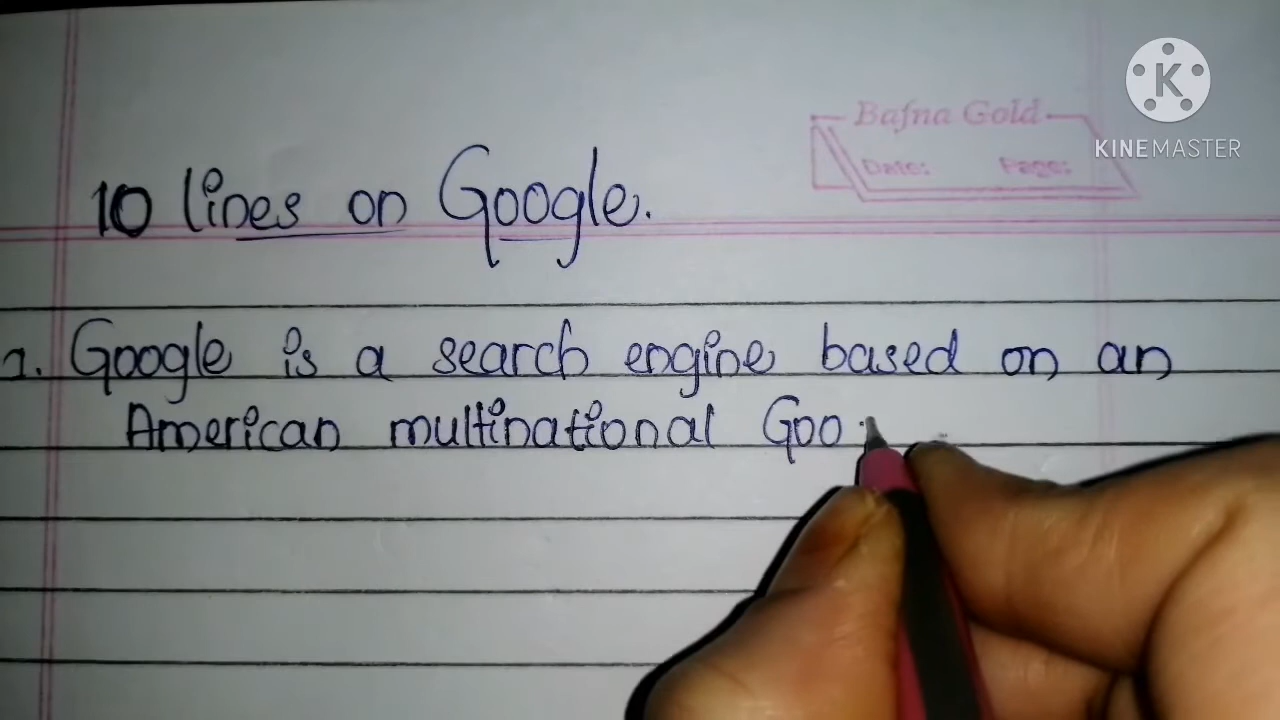 KINEMASTER
Bafna Gold
Date: Page:
10 lines on Google.
1. Google is a search engine based on an
American multinational Goo